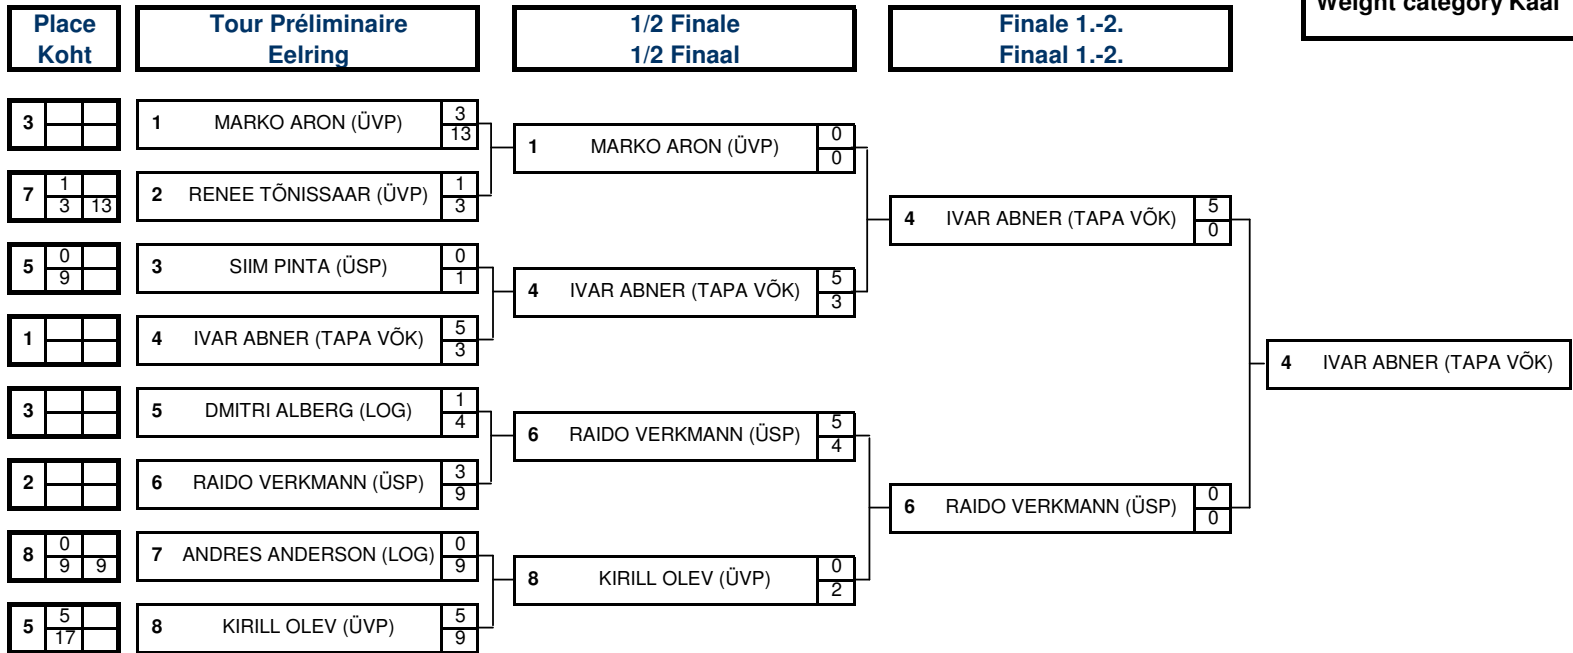 Weight category Kaal
Place
Koht
Tour Préliminaire
Eelring
1/2 Finale
1/2 Finaal
Finale 1.-2.
Finaal 1.-2.
3
1 MARKO ARON (ÜVP) 3
13
1 MARKO ARON (ÜVP) 0
0
7 1
3 13
2 RENEE TÕNISSAAR (ÜVP) 1
3
4 IVAR ABNER (TAPA VÕK) 5
0
5 0
9
3 SIIM PINTA (ÜSP) 0
1
4 IVAR ABNER (TAPA VÕK) 5
3
1
4 IVAR ABNER (TAPA VÕK) 5
3
4 IVAR ABNER (TAPA VÕK)
3
5 DMITRI ALBERG (LOG) 1
4
6 RAIDO VERKMANN (ÜSP) 5
4
2
6 RAIDO VERKMANN (ÜSP) 3
9
6 RAIDO VERKMANN (ÜSP) 0
0
8 0
9 9
7 ANDRES ANDERSON (LOG) 0
9
8 KIRILL OLEV (ÜVP) 0
2
5 5
17
8 KIRILL OLEV (ÜVP) 5
9